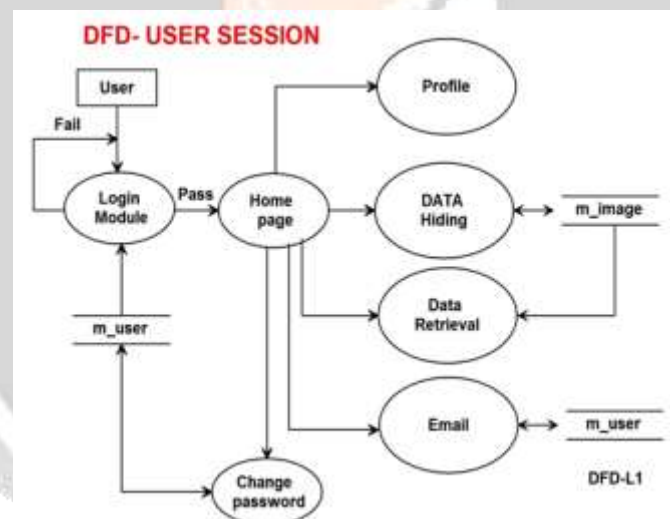 DFD- USER SESSION
User
Profile
Fail
Login
Module
Pass
Home
page
DATA
Hiding
m_image
Data
Retrieval
m_user
Email
m_user
Change
password
DFD-L1